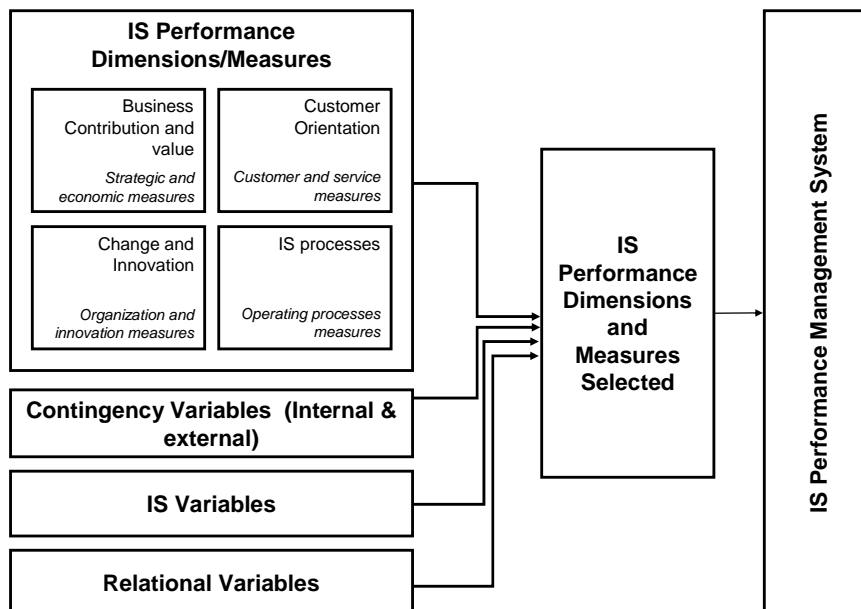 IS Performance
Dimensions/Measures
Business
Contribution and
value
Strategic and
economic measures
Customer
Orientation
Customer and service
measures
Change and
Innovation
Organization and
innovation measures
IS processes
Operating processes
measures
Contingency Variables  (Internal &
external)
IS Variables
Relational Variables
IS
Performance
Dimensions
and
Measures
Selected
IS Performance Management System